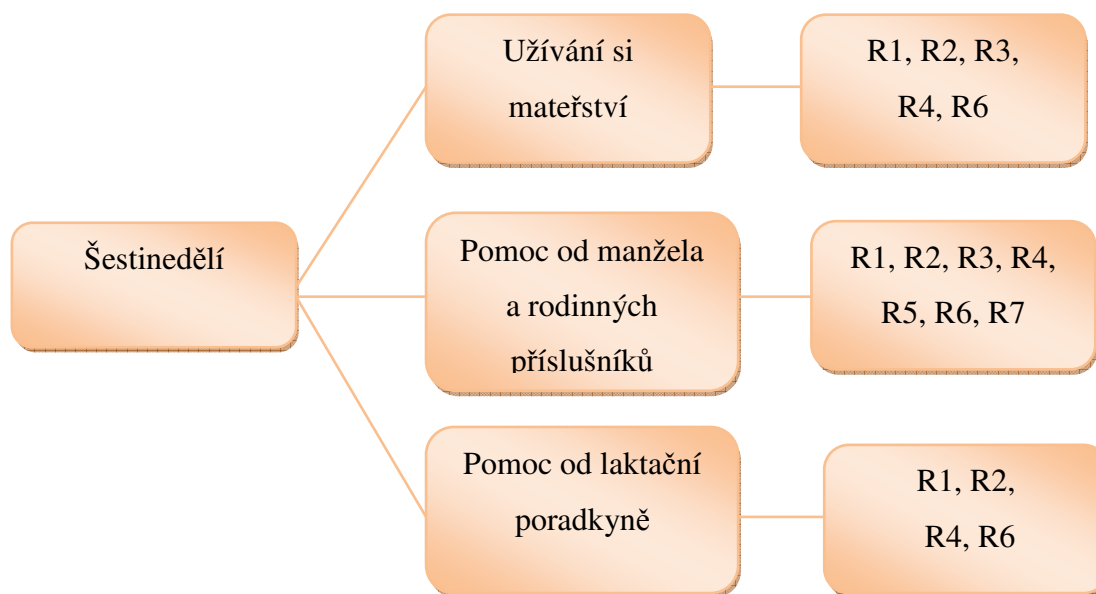 Užívání si
mateřství
R1, R2, R3,
R4, R6
Šestinedělí
Pomoc od manžela
a rodinných
příslušníků
R1, R2, R3, R4,
R5, R6, R7
Pomoc od laktační
poradkyně
R1, R2,
R4, R6